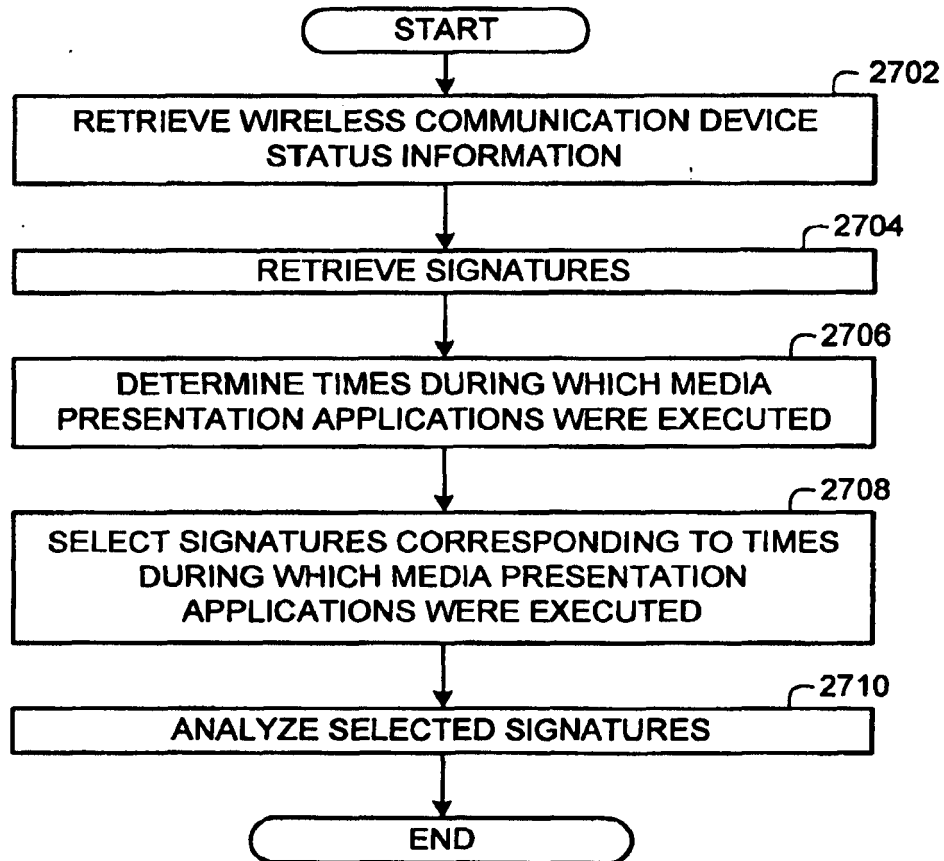 START
2702
RETRIEVE WIRELESS COMMUNICATION DEVICE
STATUS INFORMATION
2704
RETRIEVE SIGNATURES
2706
DETERMINE TIMES DURING WHICH MEDIA
PRESENTATION APPLICATIONS WERE EXECUTED
2708
SELECT SIGNATURES CORRESPONDING TO TIMES
DURING WHICH MEDIA PRESENTATION
APPLICATIONS WERE EXECUTED
2710
ANALYZE SELECTED SIGNATURES
END